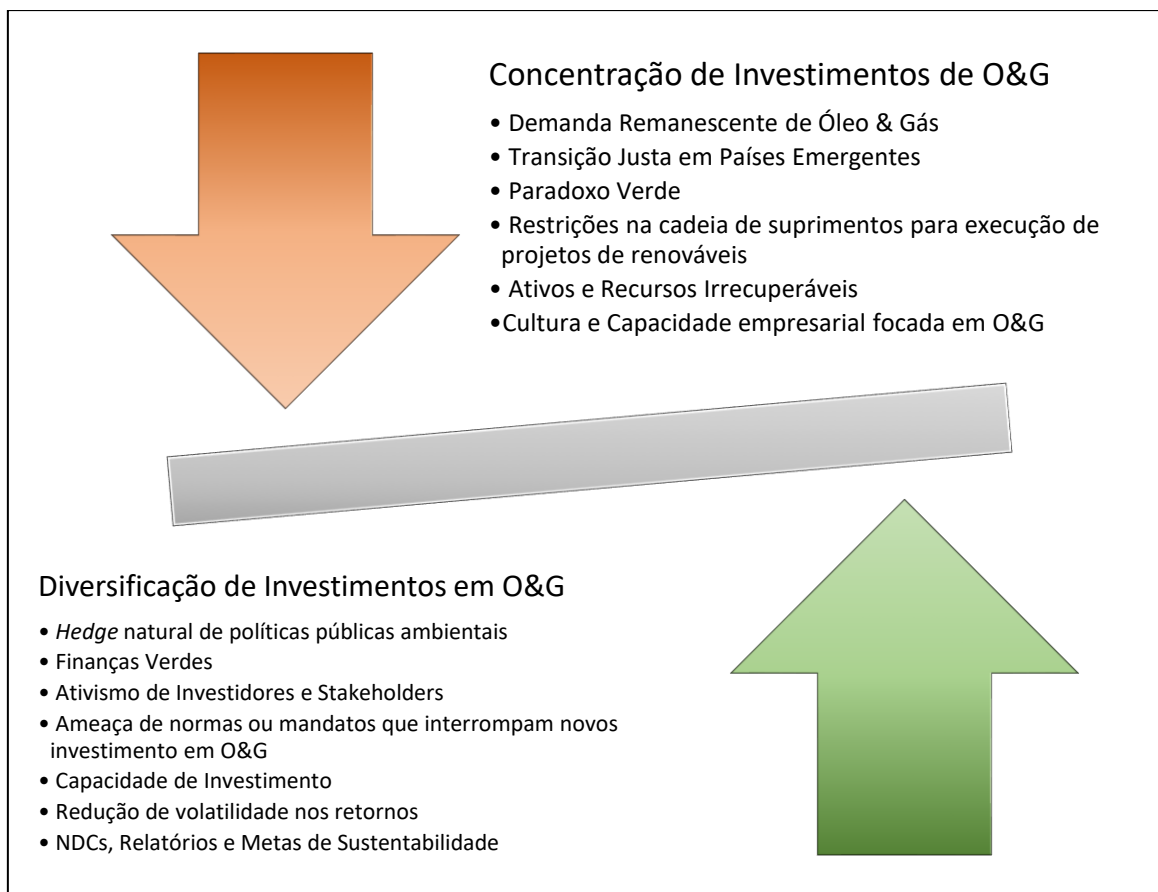 Concentração de Investimentos de O&G
• Demanda Remanescente de Óleo & Gás
• Transição Justa em Países Emergentes
• Paradoxo Verde
• Restrições na cadeia de suprimentos para execução de
projetos de renováveis
• Ativos e Recursos Irrecuperáveis
•Cultura e Capacidade empresarial focada em O&G
Diversificação de Investimentos em O&G
• Hedge natural de políticas públicas ambientais
• Finanças Verdes
• Ativismo de Investidores e Stakeholders
• Ameaça de normas ou mandatos que interrompam novos
investimento em O&G
• Capacidade de Investimento
• Redução de volatilidade nos retornos
• NDCs, Relatórios e Metas de Sustentabilidade